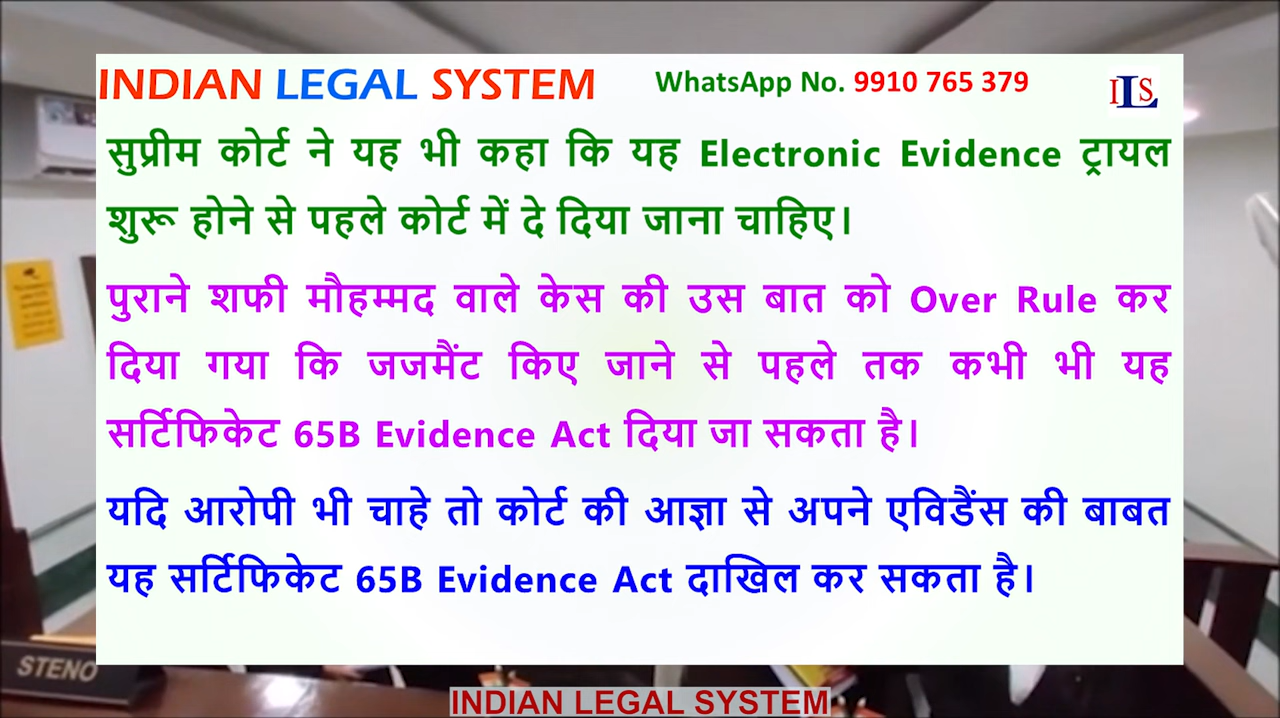 INDIAN LEGAL SYSTEM WhatsApp No. 9910 765 379 ILS
सुप्रीम कोर्ट ने यह भी कहा कि यह Electronic Evidence ट्रायल
शुरू होने से पहले कोर्ट में दे दिया जाना चाहिए।
पुराने शफी मौहम्मद वाले केस की उस बात को Over Rule कर
दिया गया कि जजमैंट किए जाने से पहले तक कभी भी यह
सर्टिफिकेट 65B Evidence Act दिया जा सकता है।
यदि आरोपी भी चाहे तो कोर्ट की आज्ञा से अपने एविडैंस की बाबत
यह सर्टिफिकेट 65B Evidence Act दाखिल कर सकता है।
STENO
INDIAN LEGAL SYSTEM